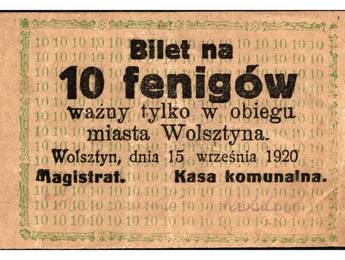 Bilet na
10 fenigów
ważny tylko w obiegu
miasta Wolsztyna.
Wolsztyn, dnia 15 września 1920
Magistrat. Kasa komunalna.